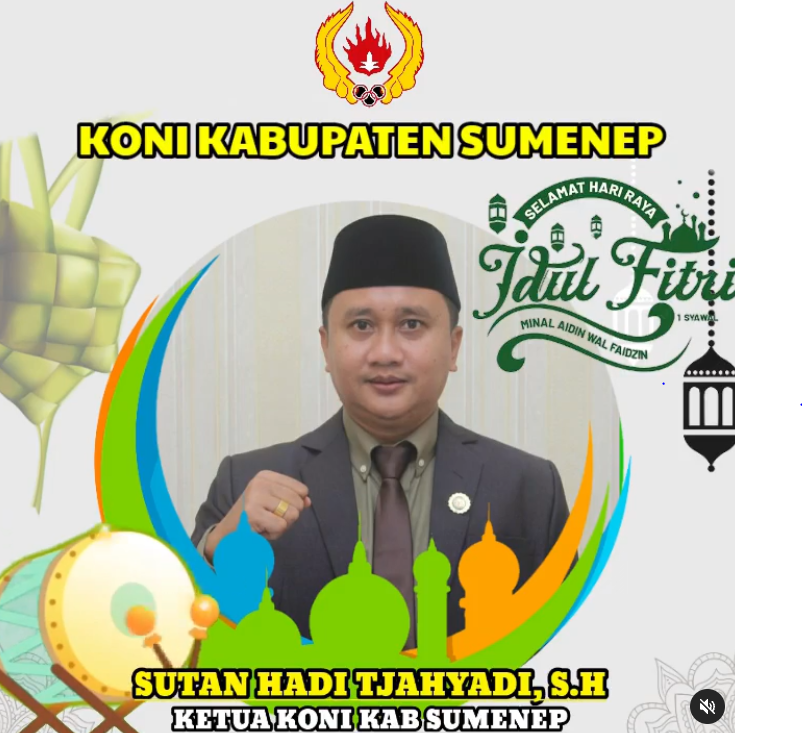 KONI KABUPATEN SUMENEP
SELAMAT HARI RAYA
Idul Fitri
1 SYAWAL
MINAL AIDIN WAL FAIDZIN
SUTAN HADI TJAHYADI, S.H
KETUA KONI KAB SUMENEP